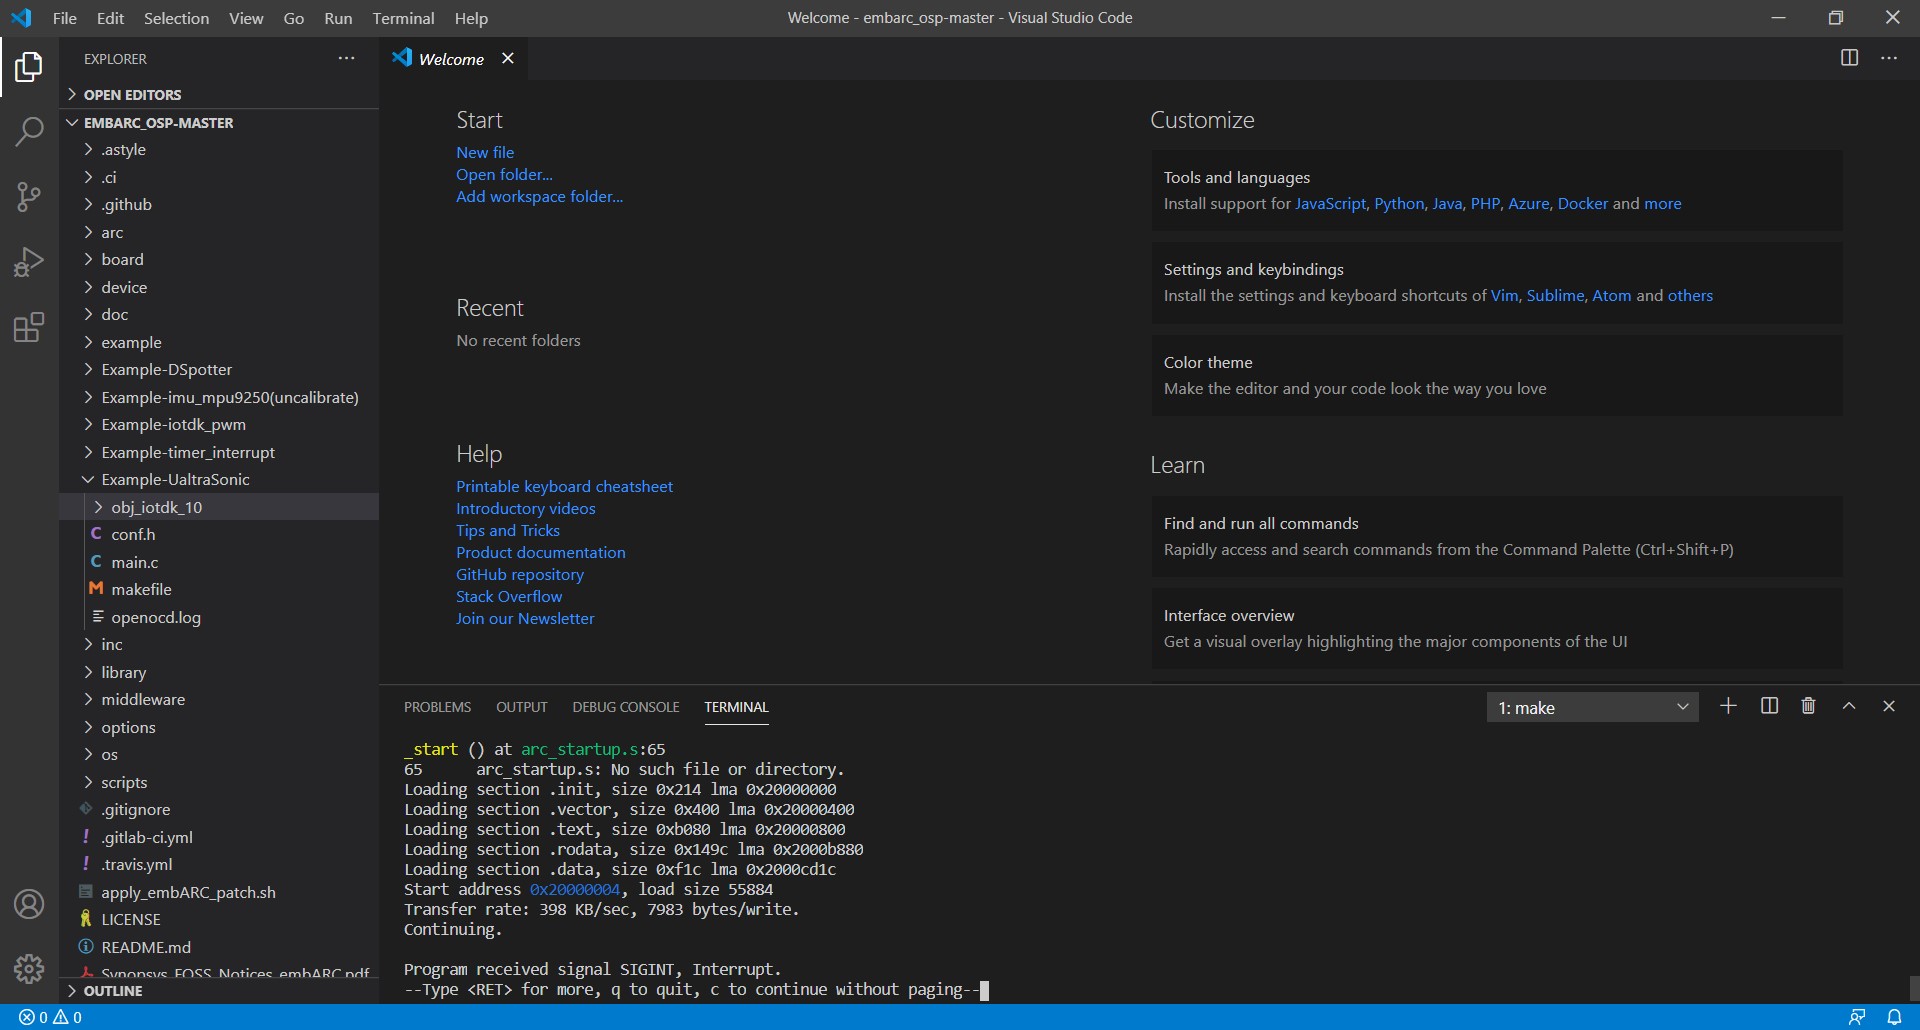 File Edit Selection View Go Run Terminal Help
Welcome - embarc_osp-master - Visual Studio Code
EXPLORER
OPEN EDITORS
EMBARC_OSP-MASTER
.astyle
.ci
.github
arc
board
device
doc
example
Example-DSpotter
Example-imu_mpu9250(uncalibrate)
Example-iotdk_pwm
Example-timer_interrupt
Example-UaltraSonic
obj_iotdk_10
conf.h
main.c
makefile
openocd.log
inc
library
middleware
options
os
scripts
.gitignore
.gitlab-ci.yml
.travis.yml
apply_embARC_patch.sh
LICENSE
README.md
Synopsys_FOSS_Notices_embARC.pdf
OUTLINE
Welcome
Start
New file
Open folder...
Add workspace folder...
Recent
No recent folders
Help
Printable keyboard cheatsheet
Introductory videos
Tips and Tricks
Product documentation
GitHub repository
Stack Overflow
Join our Newsletter
Customize
Tools and languages
Install support for JavaScript, Python, Java, PHP, Azure, Docker and more
Settings and keybindings
Install the settings and keyboard shortcuts of Vim, Sublime, Atom and others
Color theme
Make the editor and your code look the way you love
Learn
Find and run all commands
Rapidly access and search commands from the Command Palette (Ctrl+Shift+P)
Interface overview
Get a visual overlay highlighting the major components of the UI
PROBLEMS OUTPUT DEBUG CONSOLE TERMINAL
1: make
_start () at arc_startup.s:65
65 arc_startup.s: No such file or directory.
Loading section .init, size 0x214 lma 0x20000000
Loading section .vector, size 0x400 lma 0x20000400
Loading section .text, size 0xb080 lma 0x20000800
Loading section .rodata, size 0x149c lma 0x2000b880
Loading section .data, size 0xf1c lma 0x2000cd1c
Start address 0x20000004, load size 55884
Transfer rate: 398 KB/sec, 7983 bytes/write.
Continuing.
Program received signal SIGINT, Interrupt.
--Type <RET> for more, q to quit, c to continue without paging--
0 0